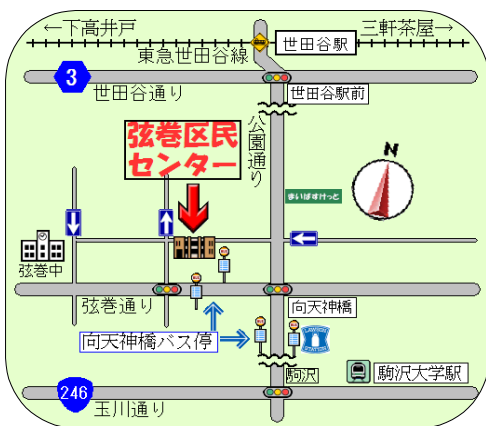 ←下高井戸
三軒茶屋→
東急世田谷線
世田谷駅
3
世田谷通り
世田谷駅前
公園通り
弦巻区民
センター
N
まいばすけっと
弦巻中
弦巻通り
向天神橋
向天神橋バス停
LAWSON
駒沢
駒沢大学駅
246
玉川通り